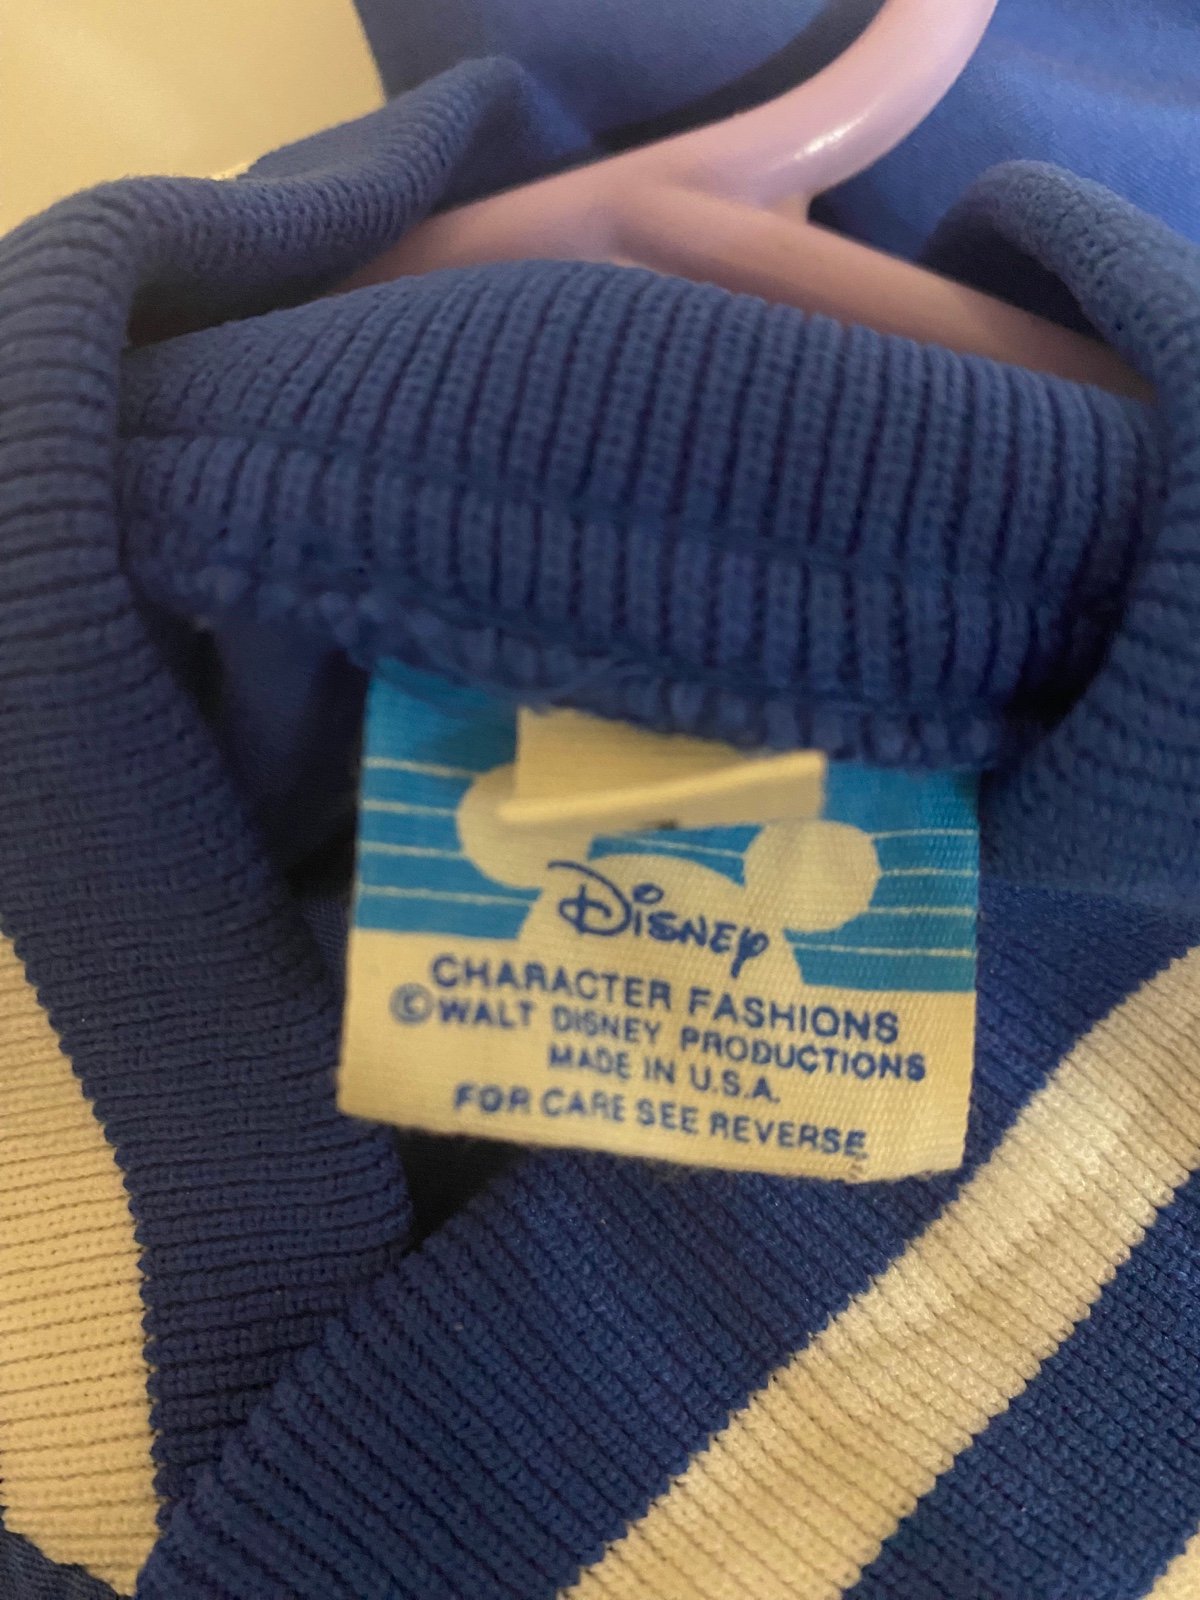 Disney
CHARACTER FASHIONS
©WALT DISNEY PRODUCTIONS
MADE IN U.S.A.
FOR CARE SEE REVERSE